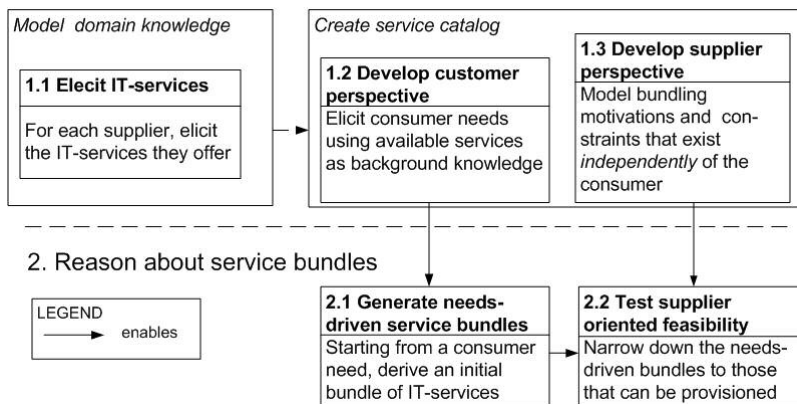 Model domain knowledge
1.1 Elecit IT-services
For each supplier, elicit
the IT-services they offer
Create service catalog
1.2 Develop customer
perspective
Elicit consumer needs
using available services
as background knowledge
1.3 Develop supplier
perspective
Model bundling
motivations and con-
straints that exist
independently of the
consumer
2. Reason about service bundles
LEGEND
enables
2.1 Generate needs-
driven service bundles
Starting from a consumer
need, derive an initial
bundle of IT-services
2.2 Test supplier
oriented feasibility
Narrow down the needs-
driven bundles to those
that can be provisioned